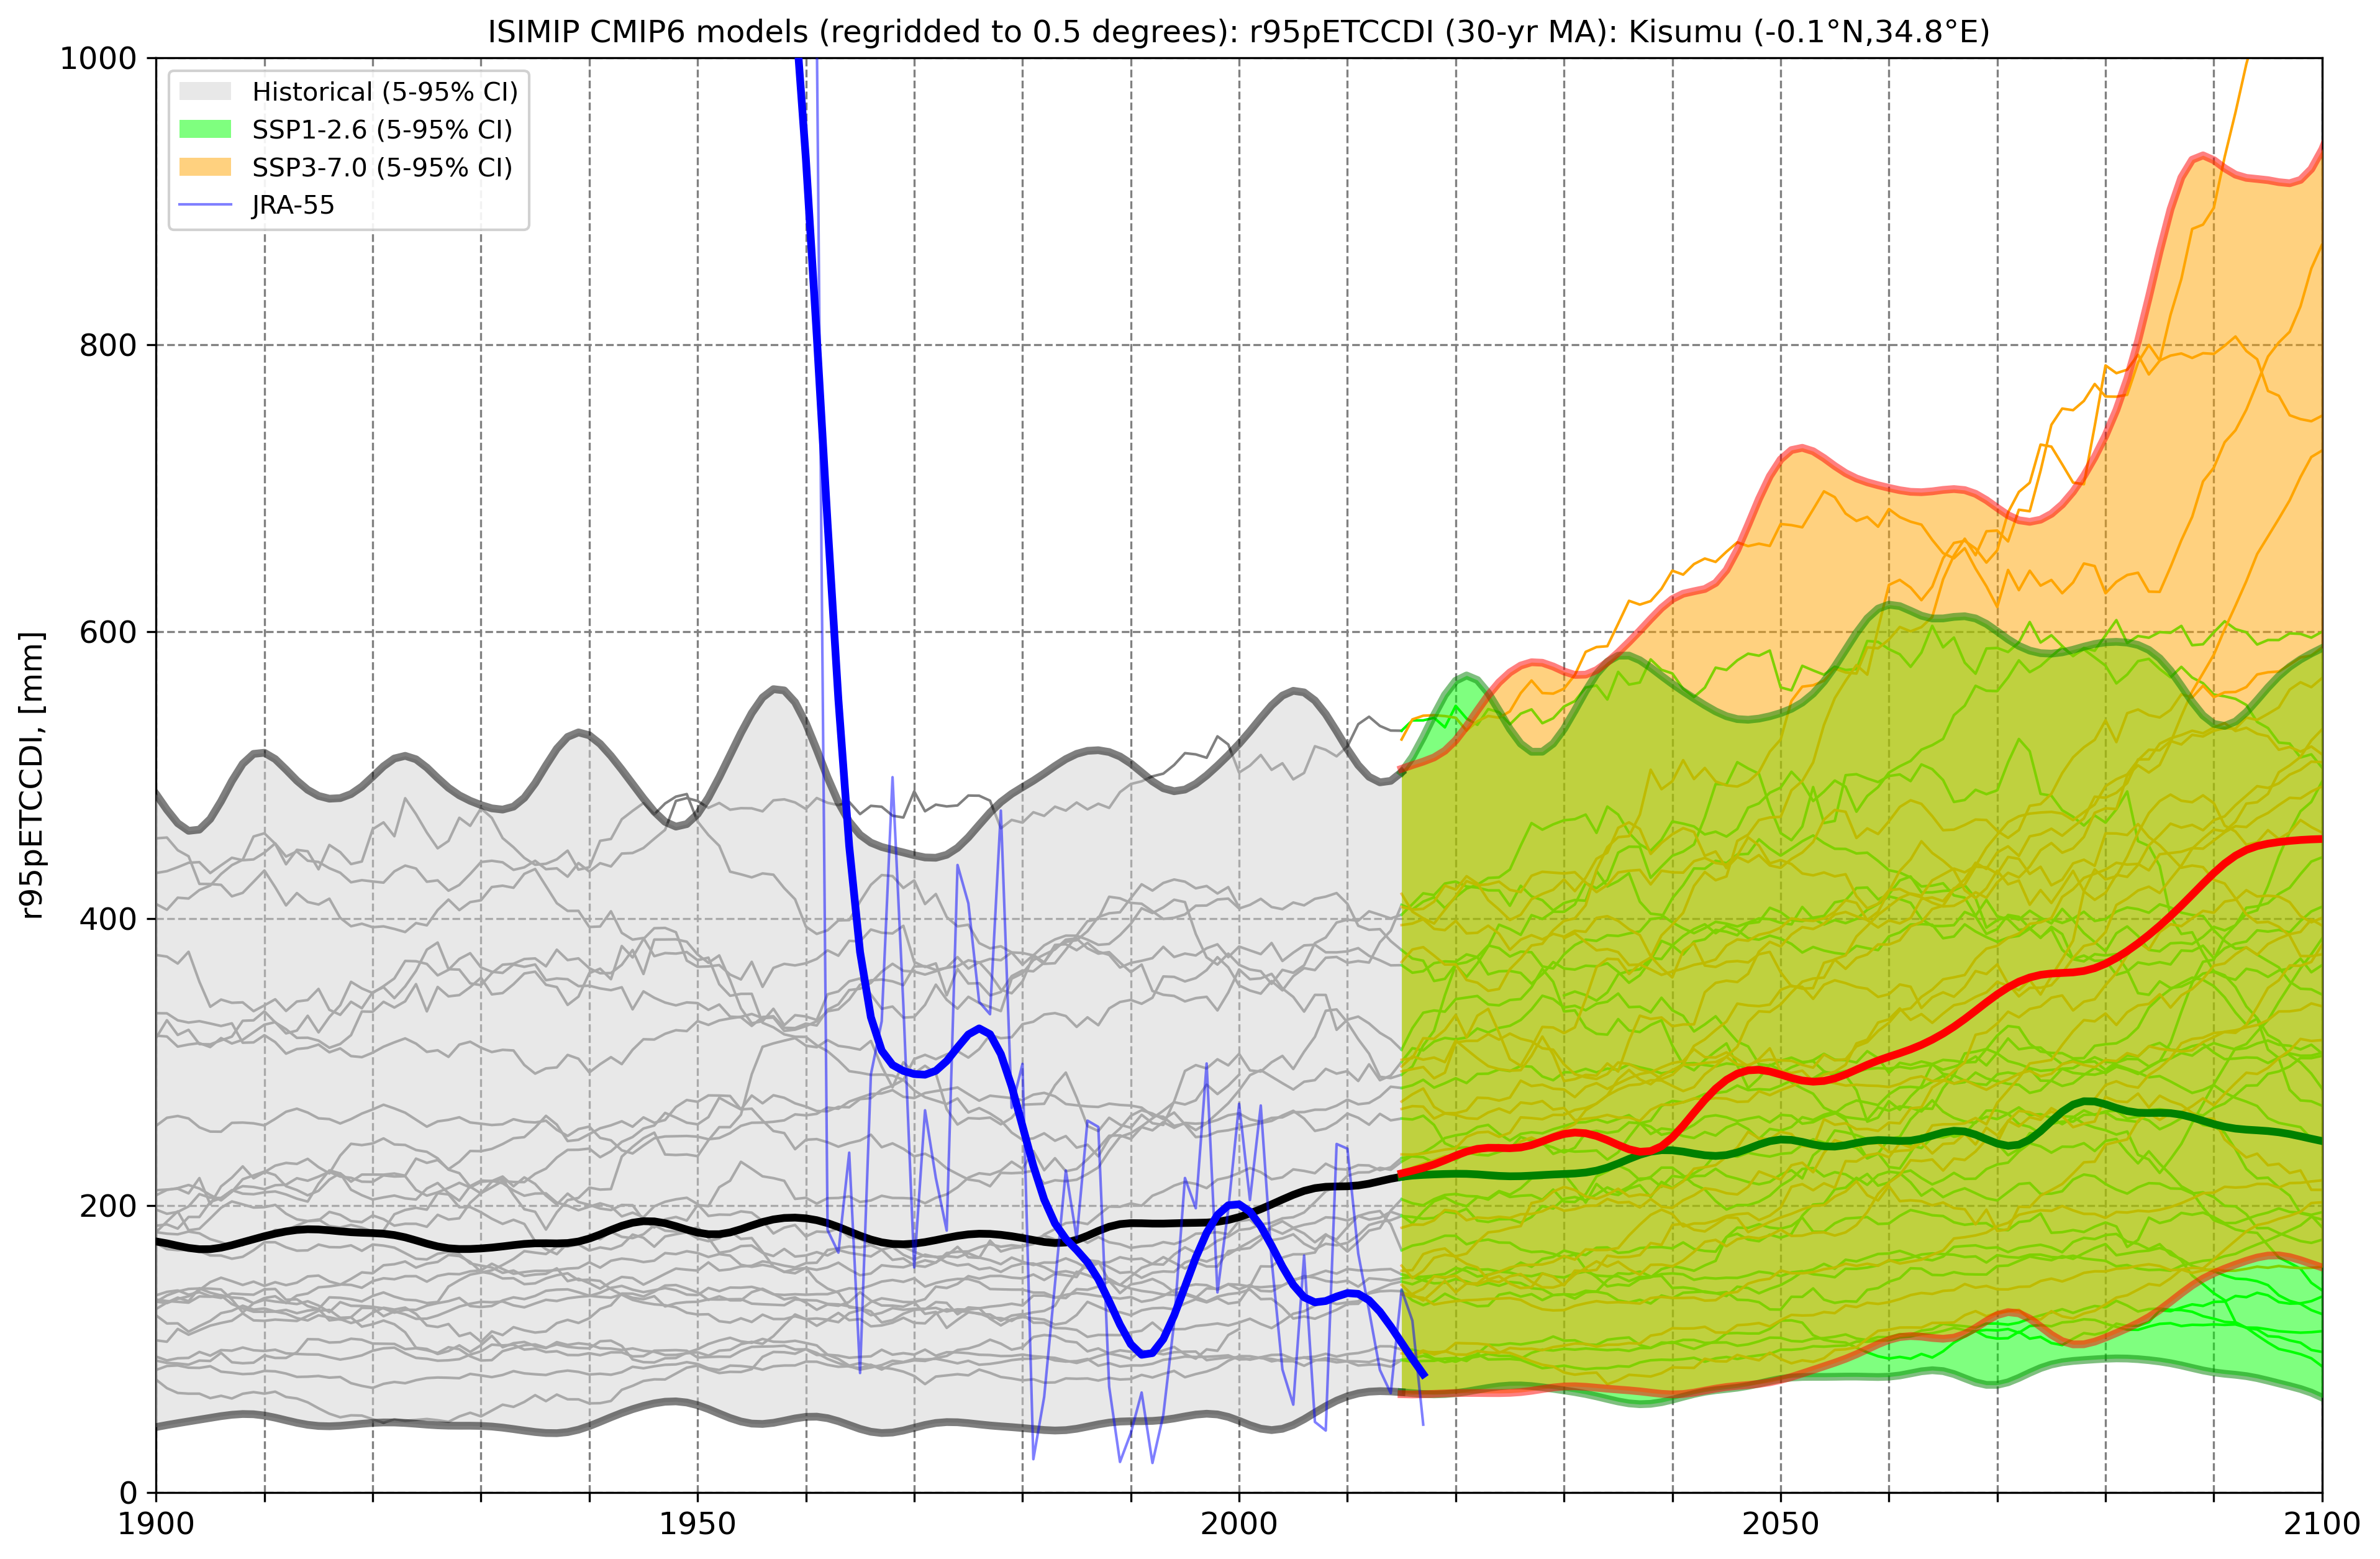 ISIMIP CMIP6 models (regridded to 0.5 degrees): r95pETCCDI (30-yr MA): Kisumu (-0.1°N,34.8°E)
1000
800
600
400
200
0
r95pETCCDI, [mm]
Historical (5-95% CI)
SSP1-2.6 (5-95% CI)
SSP3-7.0 (5-95% CI)
JRA-55
1900
1950
2000
2050
2100